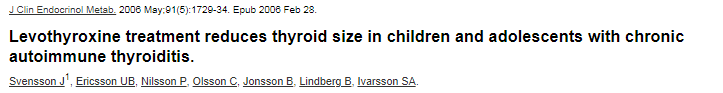 J Clin Endocrinol Metab. 2006 May;91(5):1729-34. Epub 2006 Feb 28.
Levothyroxine treatment reduces thyroid size in children and adolescents with chronic
autoimmune thyroiditis.
Svensson J1, Ericsson UB, Nilsson P, Olsson C, Jonsson B, Lindberg B, Ivarsson SA.